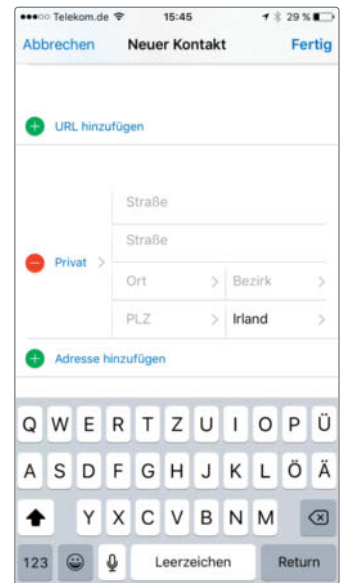 Telekom.de 15:45 29 %
Abbrechen Neuer Kontakt Fertig
URL hinzufügen
Straße
Straße
Privat
Ort Bezirk
PLZ Irland
Adresse hinzufügen
Q W E R T Z U I O P Ü
A S D F G H J K L Ö Ä
Y X C V B N M
123 Leerzeichen Return